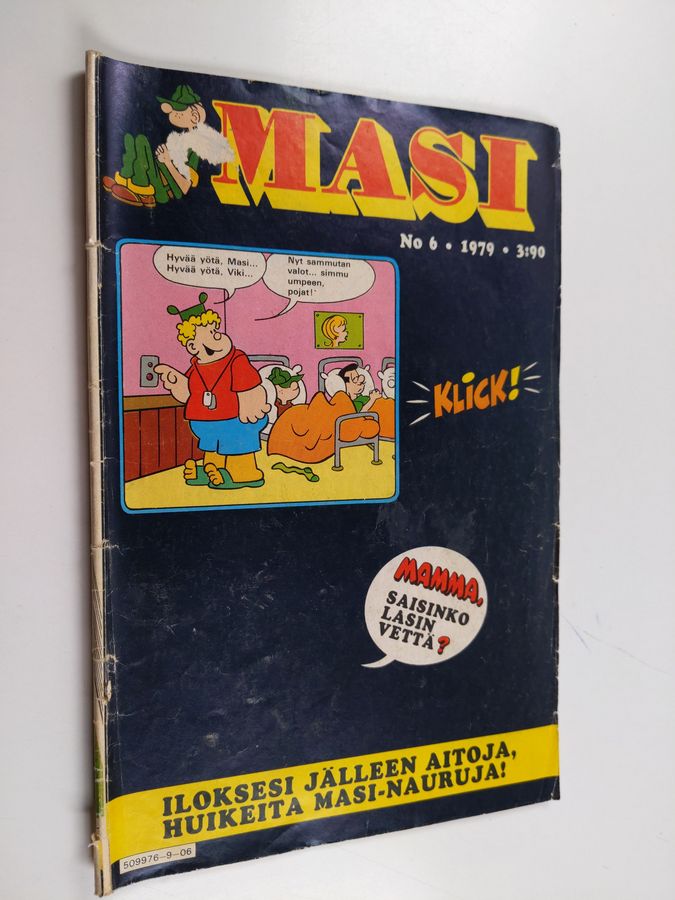 MASI
No 6 • 1979 • 3:90
Hyvää yötä, Masi...
Hyvää yötä, Viki...
Nyt sammutan
valot... simmu
umpeen,
pojat!
KLICK!
MAMMA,
SAISINKO
LASIN
VETTÄ?
ILOKSESI JÄLLEEN AITOJA,
HUIKEITA MASI-NAURUJA!
509976-9-06